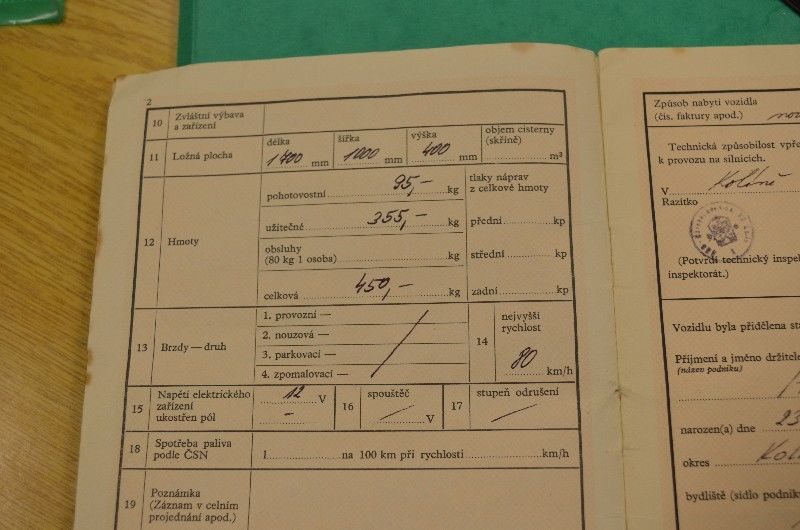 2
10 Zvláštní výbava
a zařízení
11 Ložná plocha
délka 1700 mm
šířka 1000 mm
výška 400 mm
objem cisterny
(skříně)
m³
12 Hmoty
pohotovostní 95,— kg
užitečné 355,— kg
obsluhy
(80 kg 1 osoba) kg
celková 450,— kg
tlaky náprav
z celkové hmoty
přední kp
střední kp
zadní kp
13 Brzdy — druh
1. provozní —
2. nouzová —
3. parkovací —
4. zpomalovací —
14 nejvyšší
rychlost
80 km/h
15 Napětí elektrického
zařízení
ukostřen pól
12 V
—
16 spouštěč
V
17 stupeň odrušení
18 Spotřeba paliva
podle ČSN
l na 100 km při rychlosti km/h
19 Poznámka
(Záznam v celním
projednání apod.)
Způsob nabytí vozidla
(čís. faktury apod.)
Technická způsobilost
k provozu na silnicích.
V Kolíně
Razítko
(Potvrdí technický
inspektorát.)
Vozidlu byla přidělena
Příjmení a jméno
(název podniku)
narozen(a) dne 23
okres
bydliště (sídlo